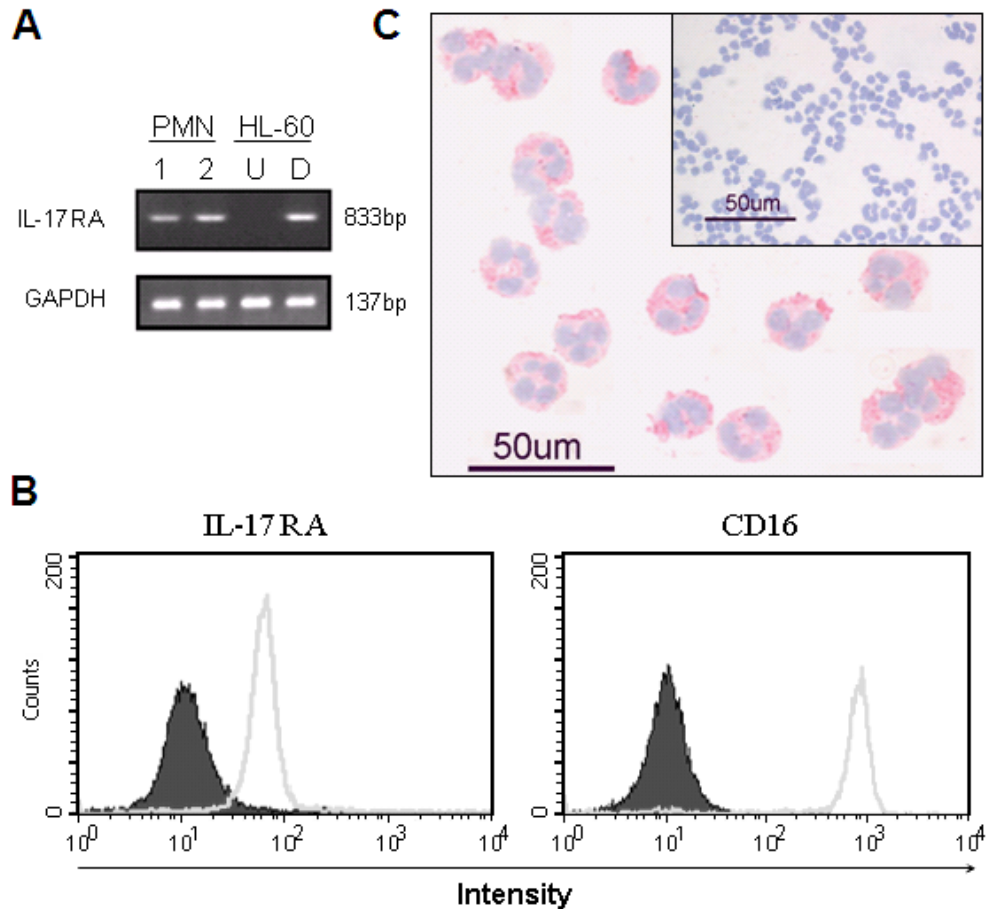 A
PMN HL-60
1 2 U D
IL-17RA 833bp
GAPDH 137bp
C
50um
50um
B
IL-17RA CD16
Counts
200
0
10^0 10^1 10^2 10^3 10^4
200
0
10^0 10^1 10^2 10^3 10^4
Intensity